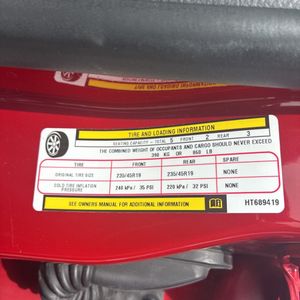 TIRE AND LOADING INFORMATION
SEATING CAPACITY - TOTAL 5 FRONT 2 REAR 3
THE COMBINED WEIGHT OF OCCUPANTS AND CARGO SHOULD NEVER EXCEED
390 KG OR 860 LB
TIRE FRONT REAR SPARE
ORIGINAL TIRE SIZE 235/45R19 235/45R19 NONE
COLD TIRE INFLATION PRESSURE 240 kPa / 35 PSI 220 kPa / 32 PSI
SEE OWNERS MANUAL FOR ADDITIONAL INFORMATION
HT689419